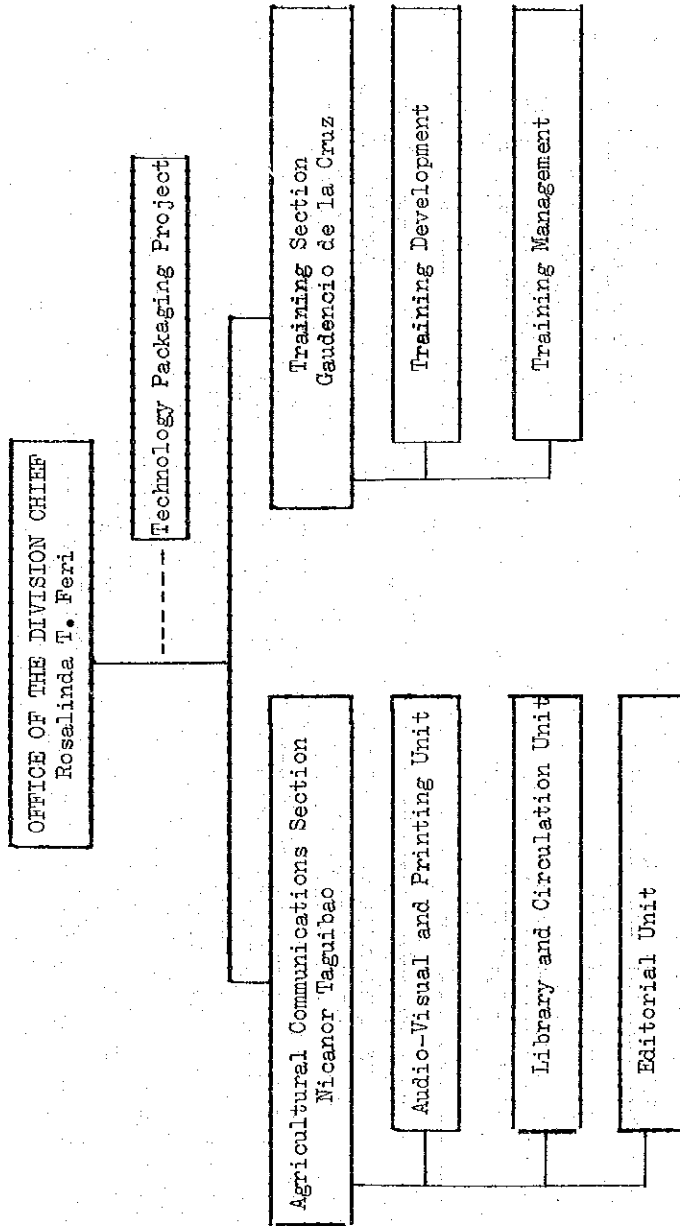 OFFICE OF THE DIVISION CHIEF
Rosalinda T. Feri
Technology Packaging Project
Agricultural Communications Section
Nicanor Taguibao
Audio-Visual and Printing Unit
Library and Circulation Unit
Editorial Unit
Training Section
Gaudencio de la Cruz
Training Development
Training Management